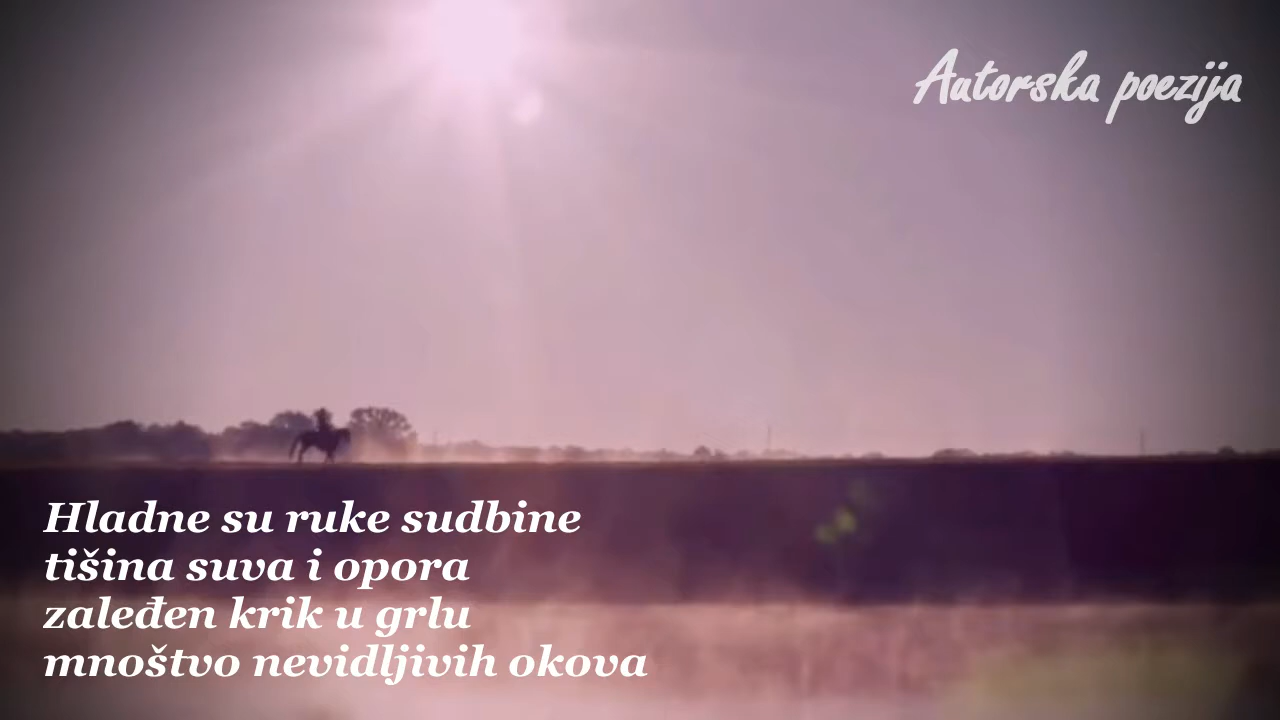 Autorska poezija
Hladne su ruke sudbine
tišina suva i opora
zaleđen krik u grlu
mnoštvo nevidljivih okova